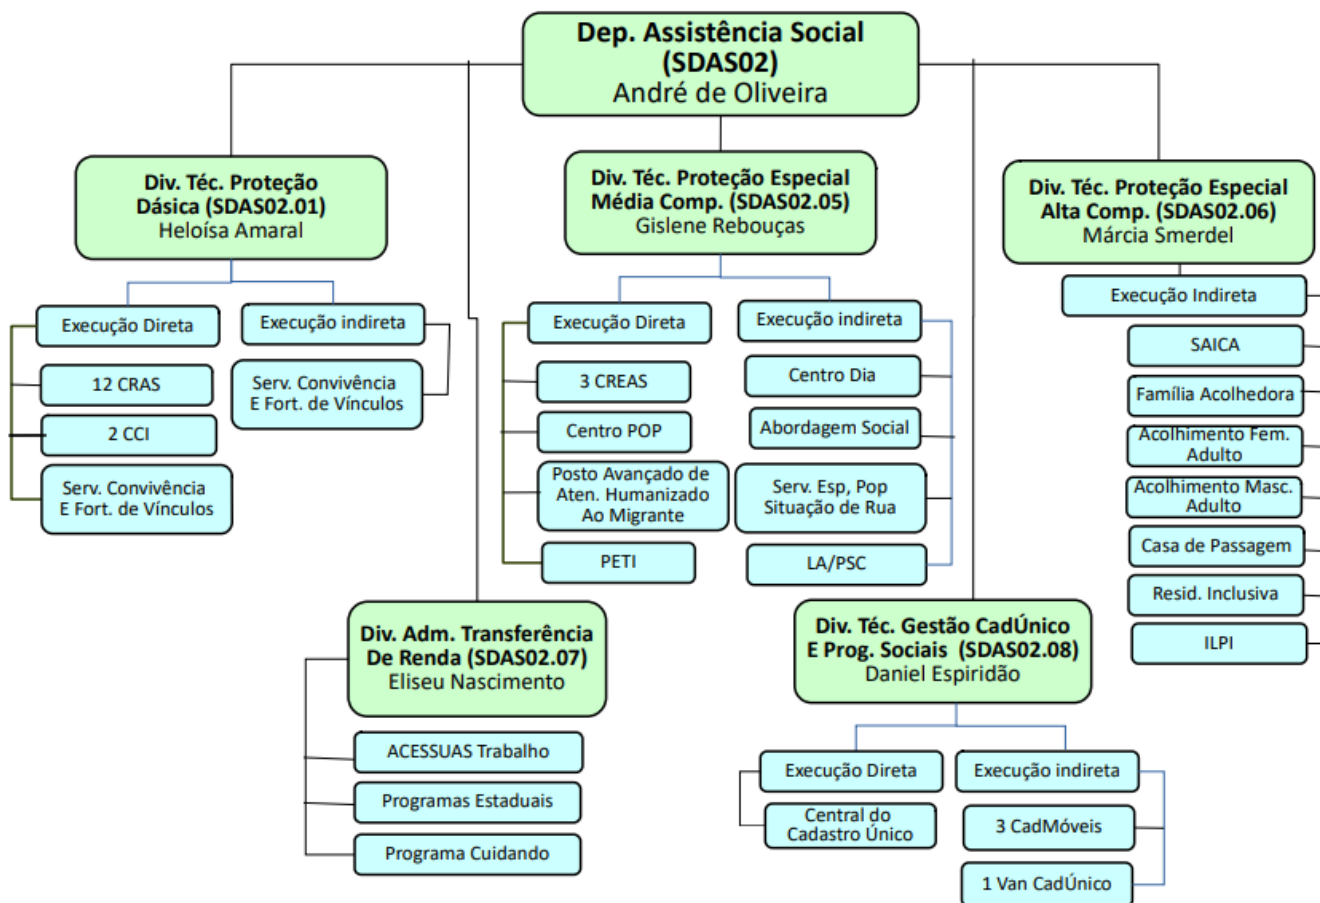 Dep. Assistência Social
(SDAS02)
André de Oliveira
Div. Téc. Proteção
Dásica (SDAS02.01)
Heloísa Amaral
Execução Direta
12 CRAS
2 CCI
Serv. Convivência
E Fort. de Vínculos
Execução indireta
Serv. Convivência
E Fort. de Vínculos
Div. Téc. Proteção Especial
Média Comp. (SDAS02.05)
Gislene Rebouças
Execução Direta
3 CREAS
Centro POP
Posto Avançado de
Aten. Humanizado
Ao Migrante
PETI
Execução indireta
Centro Dia
Abordagem Social
Serv. Esp, Pop
Situação de Rua
LA/PSC
Div. Téc. Proteção Especial
Alta Comp. (SDAS02.06)
Márcia Smerdel
Execução Indireta
SAICA
Família Acolhedora
Acolhimento Fem.
Adulto
Acolhimento Masc.
Adulto
Casa de Passagem
Resid. Inclusiva
ILPI
Div. Adm. Transferência
De Renda (SDAS02.07)
Eliseu Nascimento
ACESSUAS Trabalho
Programas Estaduais
Programa Cuidando
Div. Téc. Gestão CadÚnico
E Prog. Sociais (SDAS02.08)
Daniel Espiridão
Execução Direta
Central do
Cadastro Único
Execução indireta
3 CadMóveis
1 Van CadÚnico